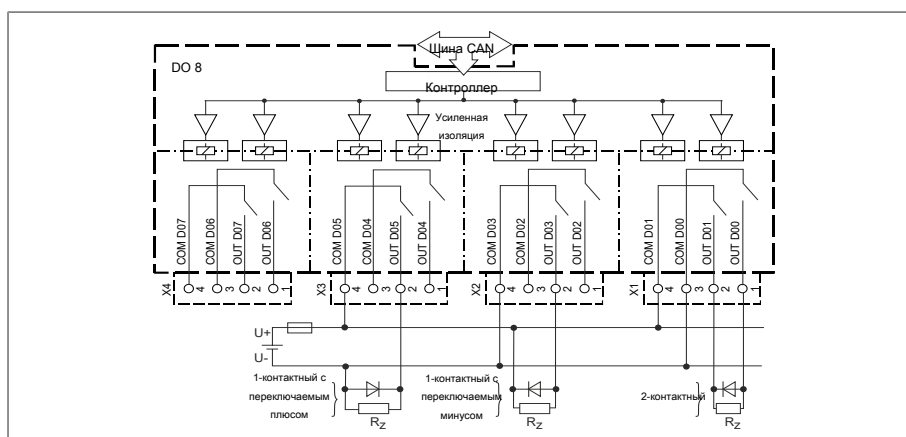 Шина CAN
DO 8
Контроллер
Усиленная
изоляция
COM D07
COM D06
OUT D07
OUT D06
COM D05
COM D04
OUT D05
OUT D04
COM D03
COM D02
OUT D03
OUT D02
COM D01
COM D00
OUT D01
OUT D00
X4 4 3 2 1
X3 4 3 2 1
X2 4 3 2 1
X1 4 3 2 1
U+
U-
1-контактный с
переключаемым
плюсом
RZ
1-контактный с
переключаемым
минусом
RZ
2-контактный
RZ